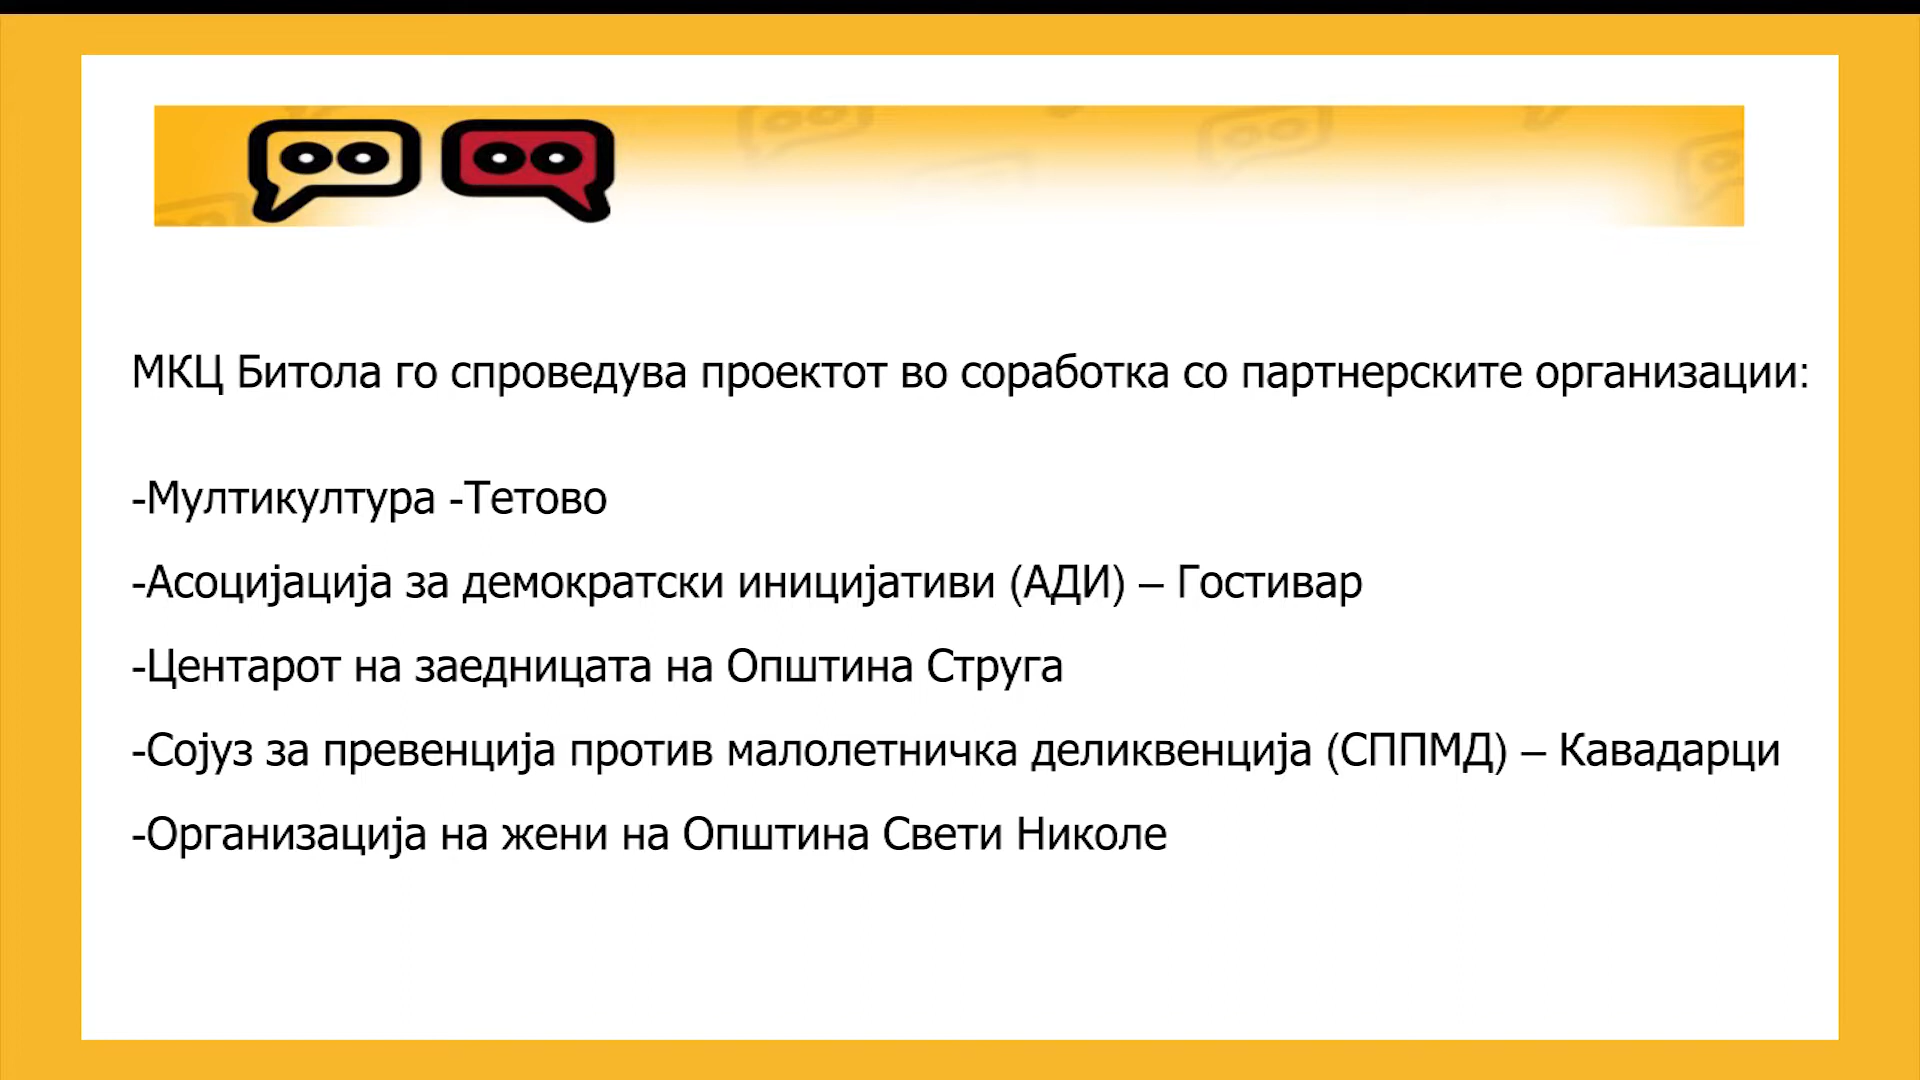 МКЦ Битола го спроведува проектот во соработка со партнерските организации:
-Мултикултура -Тетово
-Асоцијација за демократски иницијативи (АДИ) – Гостивар
-Центарот на заедницата на Општина Струга
-Сојуз за превенција против малолетничка деликвенција (СППМД) – Кавадарци
-Организација на жени на Општина Свети Николе